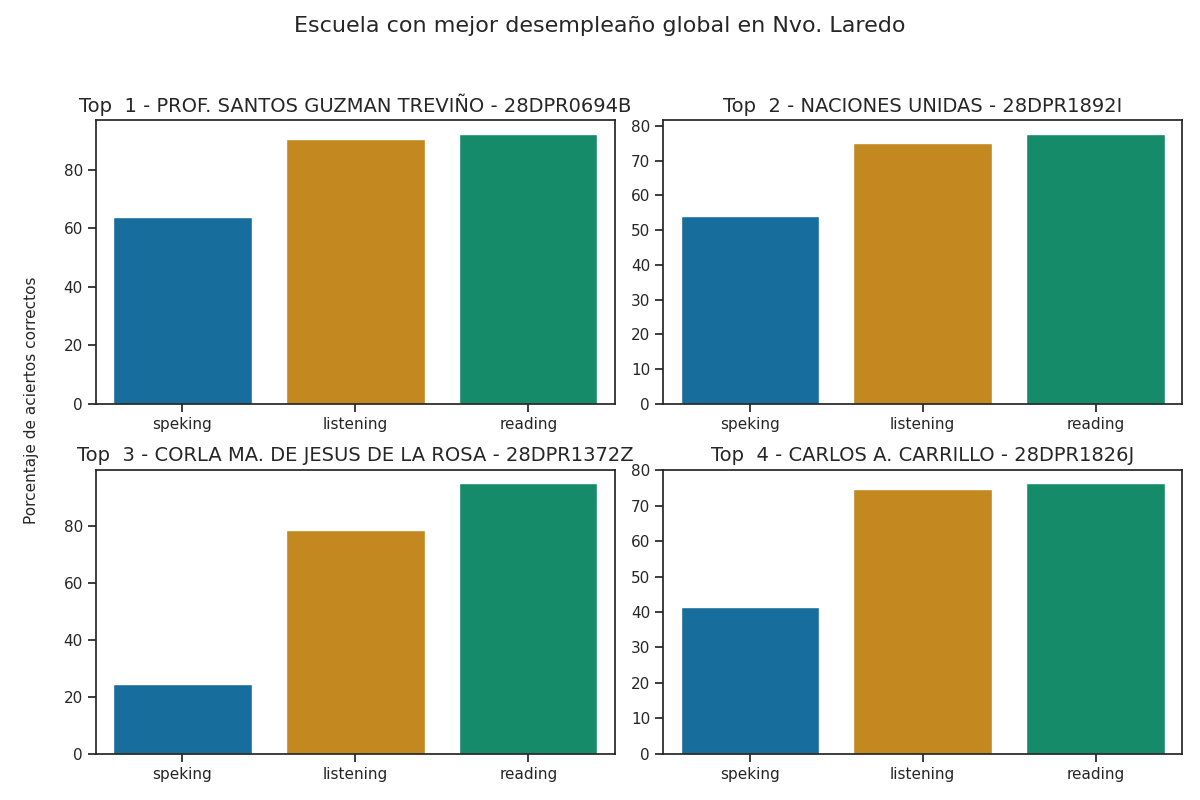 Escuela con mejor desempleaño global en Nvo. Laredo
Porcentaje de aciertos correctos
Top  1 - PROF. SANTOS GUZMAN TREVIÑO - 28DPR0694B
80
60
40
20
0
speking listening reading
Top  2 - NACIONES UNIDAS - 28DPR1892I
80
70
60
50
40
30
20
10
0
speking listening reading
Top  3 - CORLA MA. DE JESUS DE LA ROSA - 28DPR1372Z
80
60
40
20
0
speking listening reading
Top  4 - CARLOS A. CARRILLO - 28DPR1826J
80
70
60
50
40
30
20
10
0
speking listening reading